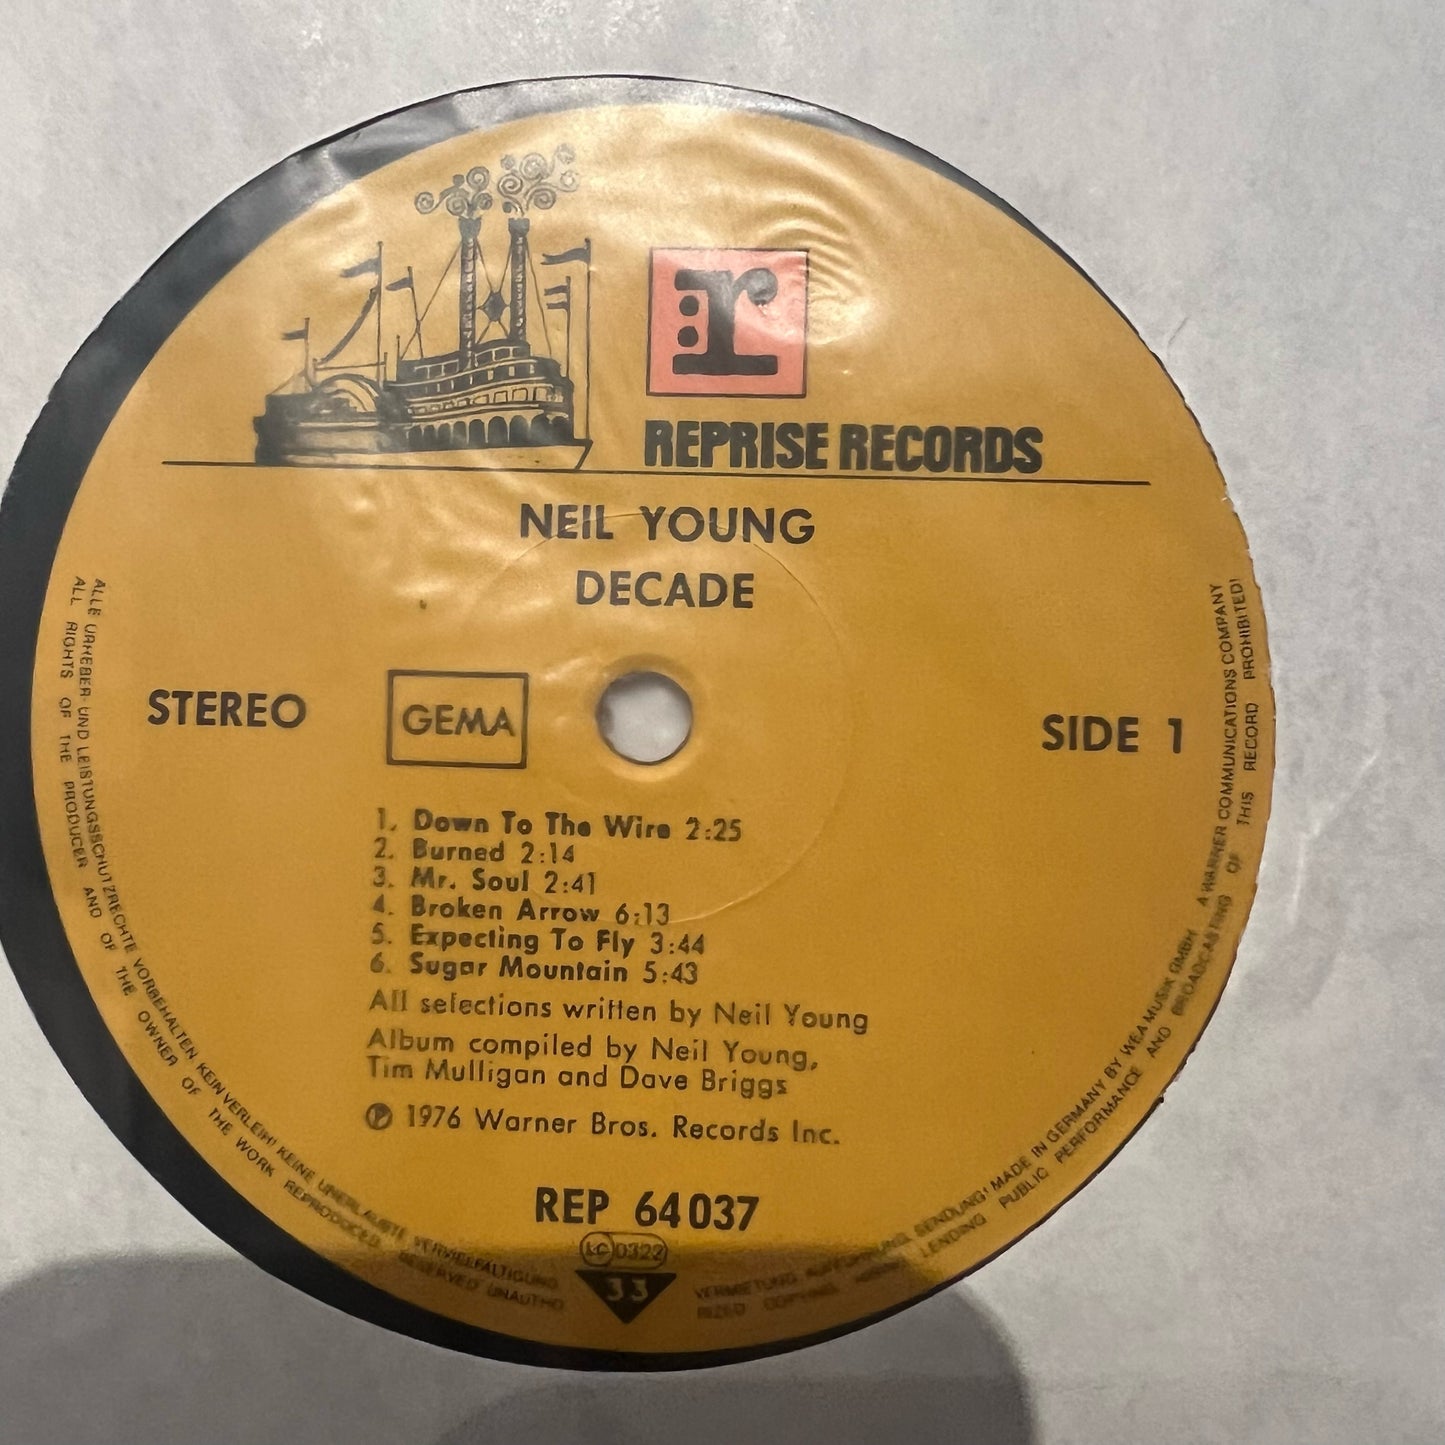 r:
REPRISE RECORDS
NEIL YOUNG
DECADE
STEREO
GEMA
SIDE 1
1. Down To The Wire 2:25
2. Burned 2:14
3. Mr. Soul 2:41
4. Broken Arrow 6:13
5. Expecting To Fly 3:44
6. Sugar Mountain 5:43
All selections written by Neil Young
Album compiled by Neil Young,
Tim Mulligan and Dave Briggs
Ⓟ 1976 Warner Bros. Records Inc.
REP 64 037
LC 0322
33
ALLE URHEBER- UND LEISTUNGSSCHUTZRECHTE VORBEHALTEN KEIN VERLEIH! KEINE UNERLAUBTE VERVIELFÄLTIGUNG VERMIETUNG AUFFÜHRUNG, SENDUNG! MADE IN GERMANY BY WEA MUSIK GMBH A WARNER COMMUNICATIONS COMPANY
ALL RIGHTS OF THE PRODUCER AND OF THE OWNER OF THE WORK REPRODUCED RESERVED UNAUTHO RIZED COPYING LENDING PUBLIC PERFORMANCE AND BROADCASTING OF THIS RECORD PROHIBITED!